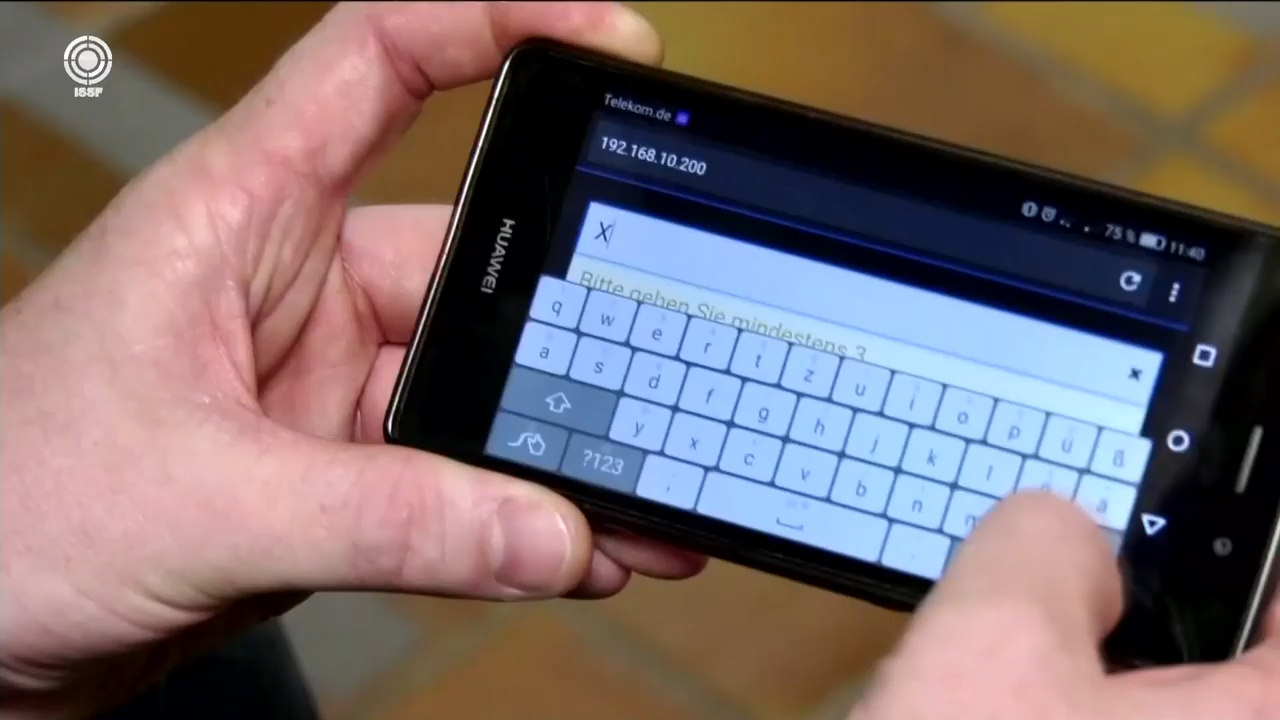 ISSF
Telekom.de
75 % 11:40
192.168.10.200
HUAWEI
X
Bitte geben Sie mindestens 3
q w e r t z u i o p ü ß
a s d f g h j k l ä
y x c v b n m
?123 , .